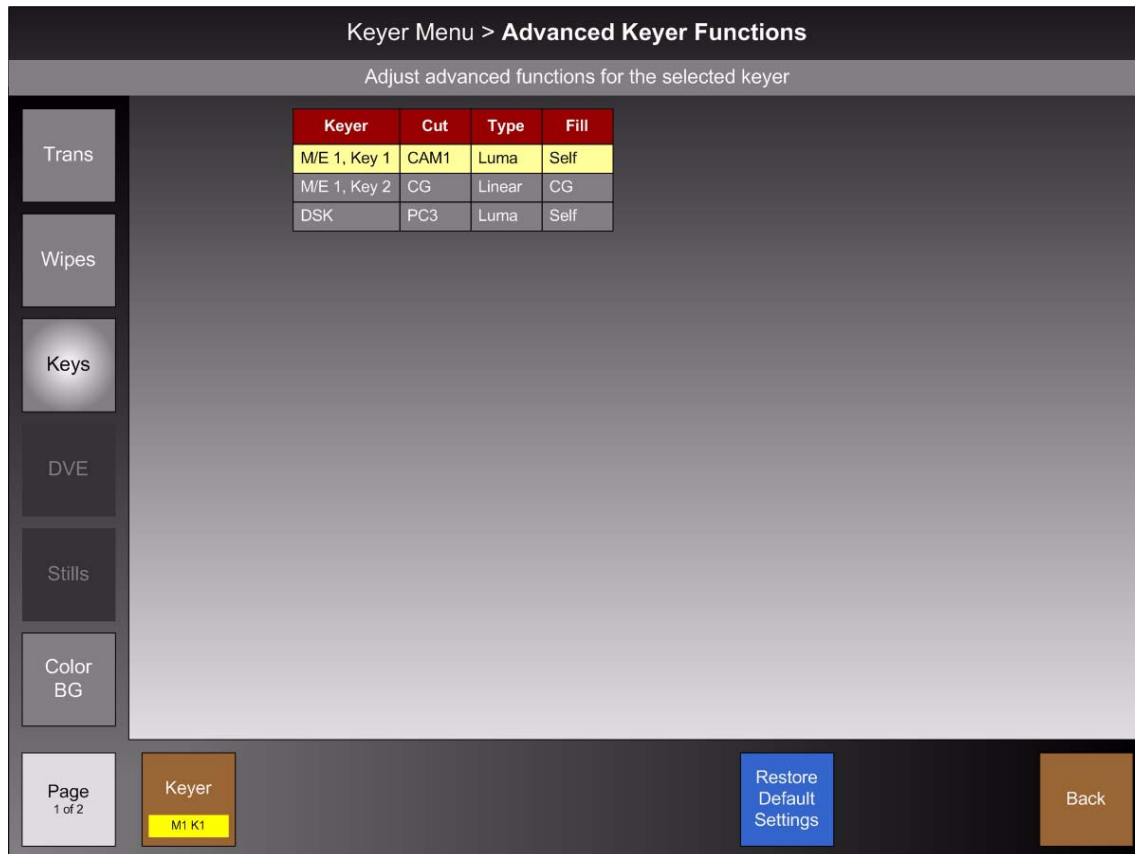 Keyer Menu > Advanced Keyer Functions
Adjust advanced functions for the selected keyer
Keyer Cut Type Fill
M/E 1, Key 1 CAM1 Luma Self
M/E 1, Key 2 CG Linear CG
DSK PC3 Luma Self
Trans
Wipes
Keys
DVE
Stills
Color
BG
Page
1 of 2
Keyer
M1 K1
Restore
Default
Settings
Back